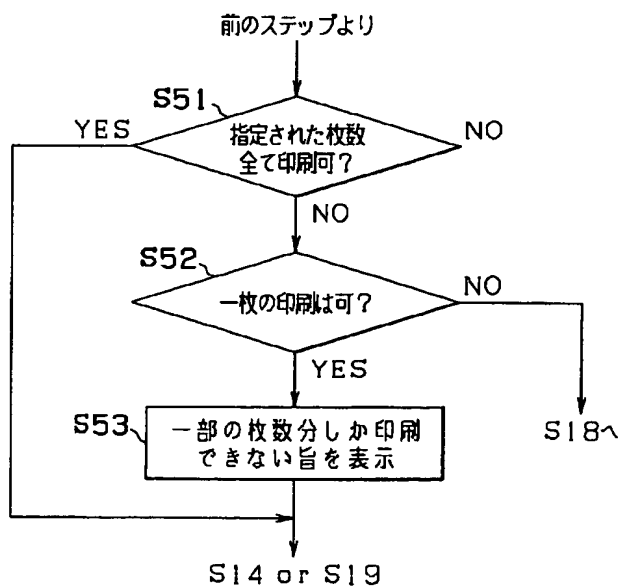 前のステップより
S51
YES
指定された枚数
全て印刷可?
NO
NO
S52
一枚の印刷は可?
NO
YES
S53
一部の枚数分しか印刷
できない旨を表示
S18へ
S14 or S19